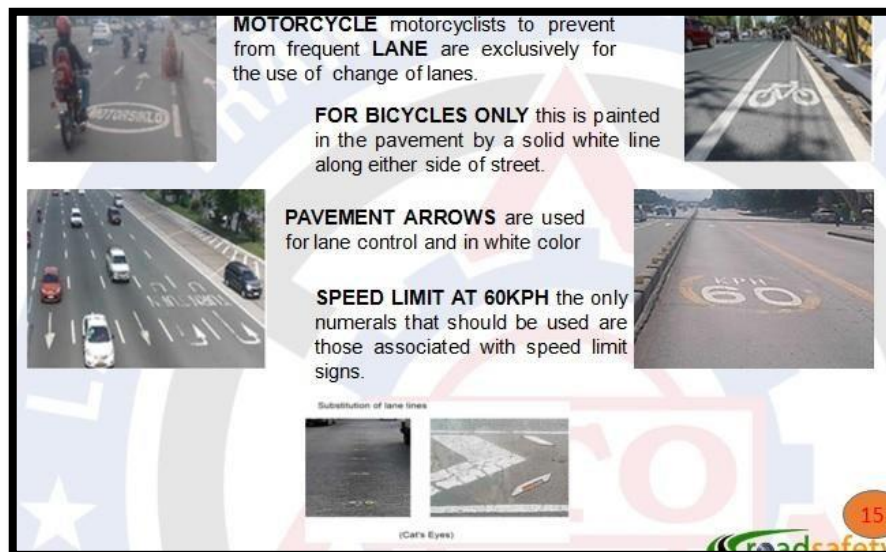 MOTORCYCLE motorcyclists to prevent
from frequent LANE are exclusively for
the use of change of lanes.
MOTORSIKLO
FOR BICYCLES ONLY this is painted
in the pavement by a solid white line
along either side of street.
PAVEMENT ARROWS are used
for lane control and in white color
SPEED LIMIT AT 60KPH the only
numerals that should be used are
those associated with speed limit
signs.
KPH
60
Substitution of lane lines
(Cat's Eyes)
15
roadsafety